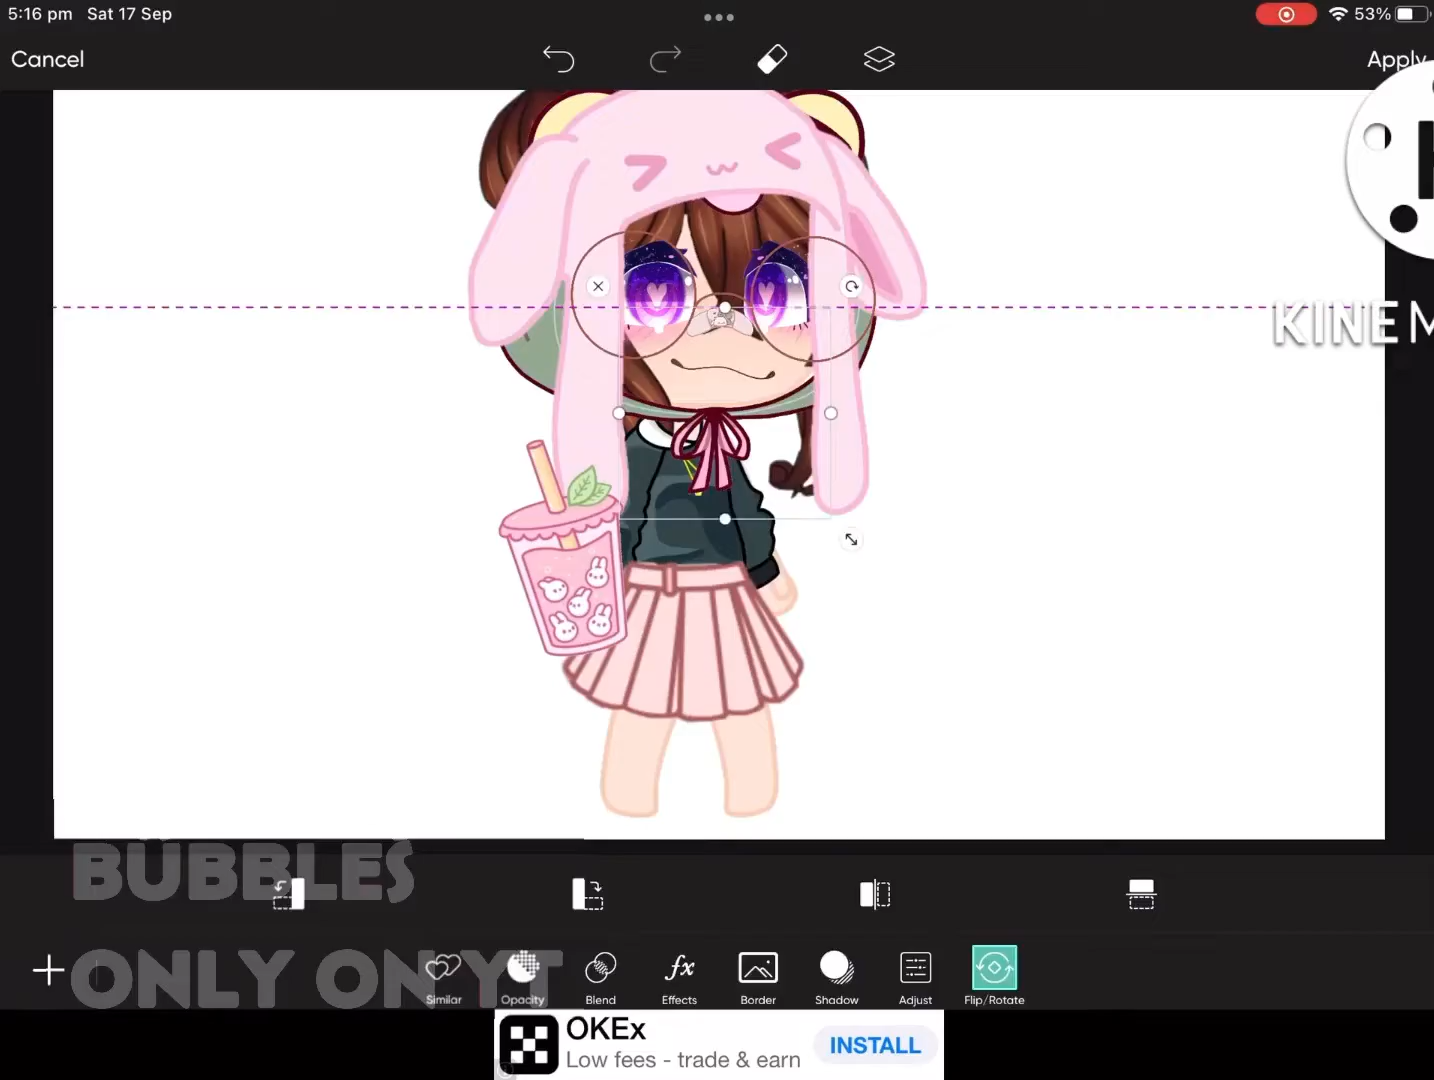 5:16 pm Sat 17 Sep
53%
Cancel
Apply
KINEM
BUBBLES
ONLY ON YT
Similar
Opacity
Blend
Effects
Border
Shadow
Adjust
Flip/Rotate
fx
OKEx
Low fees - trade & earn
INSTALL